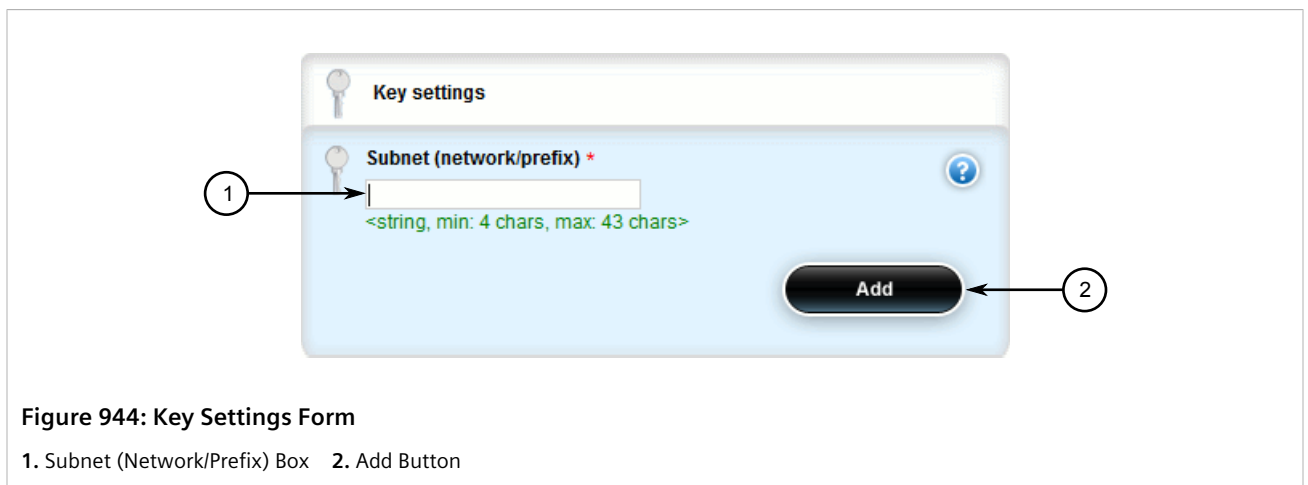 Key settings
Subnet (network/prefix) *
1
<string, min: 4 chars, max: 43 chars>
Add
2
Figure 944: Key Settings Form
1. Subnet (Network/Prefix) Box 2. Add Button